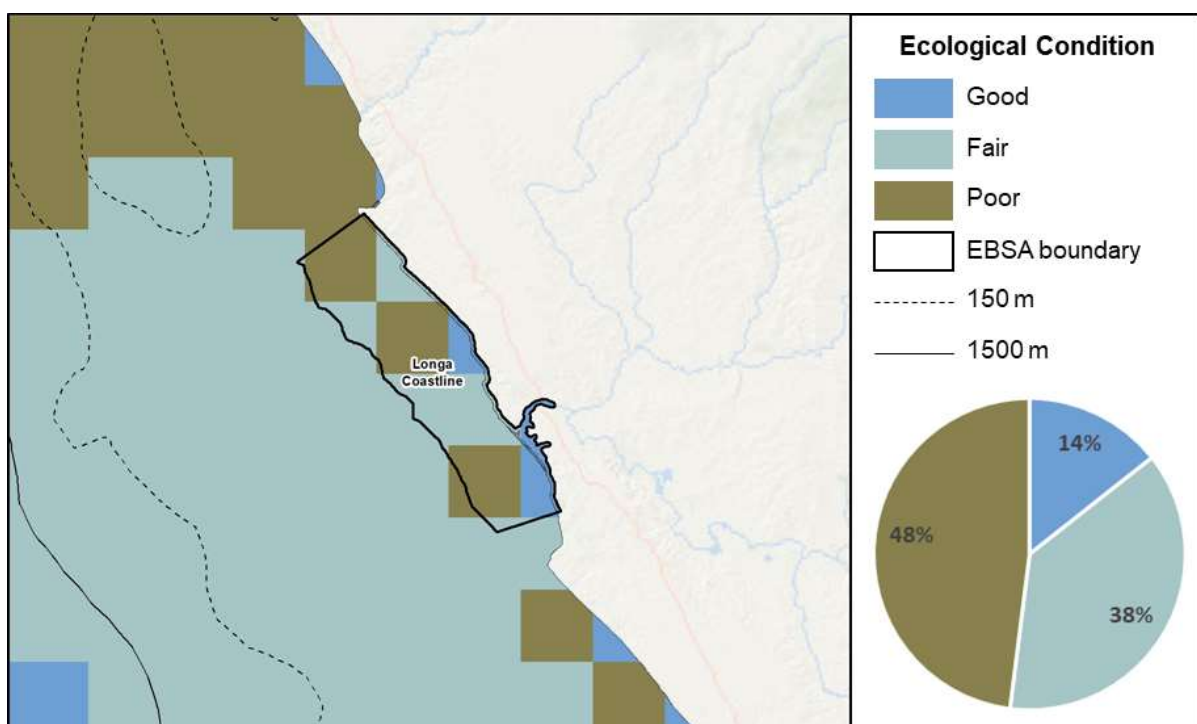 Longa
Coastline
Ecological Condition
Good
Fair
Poor
EBSA boundary
150 m
1500 m
14%
48%
38%